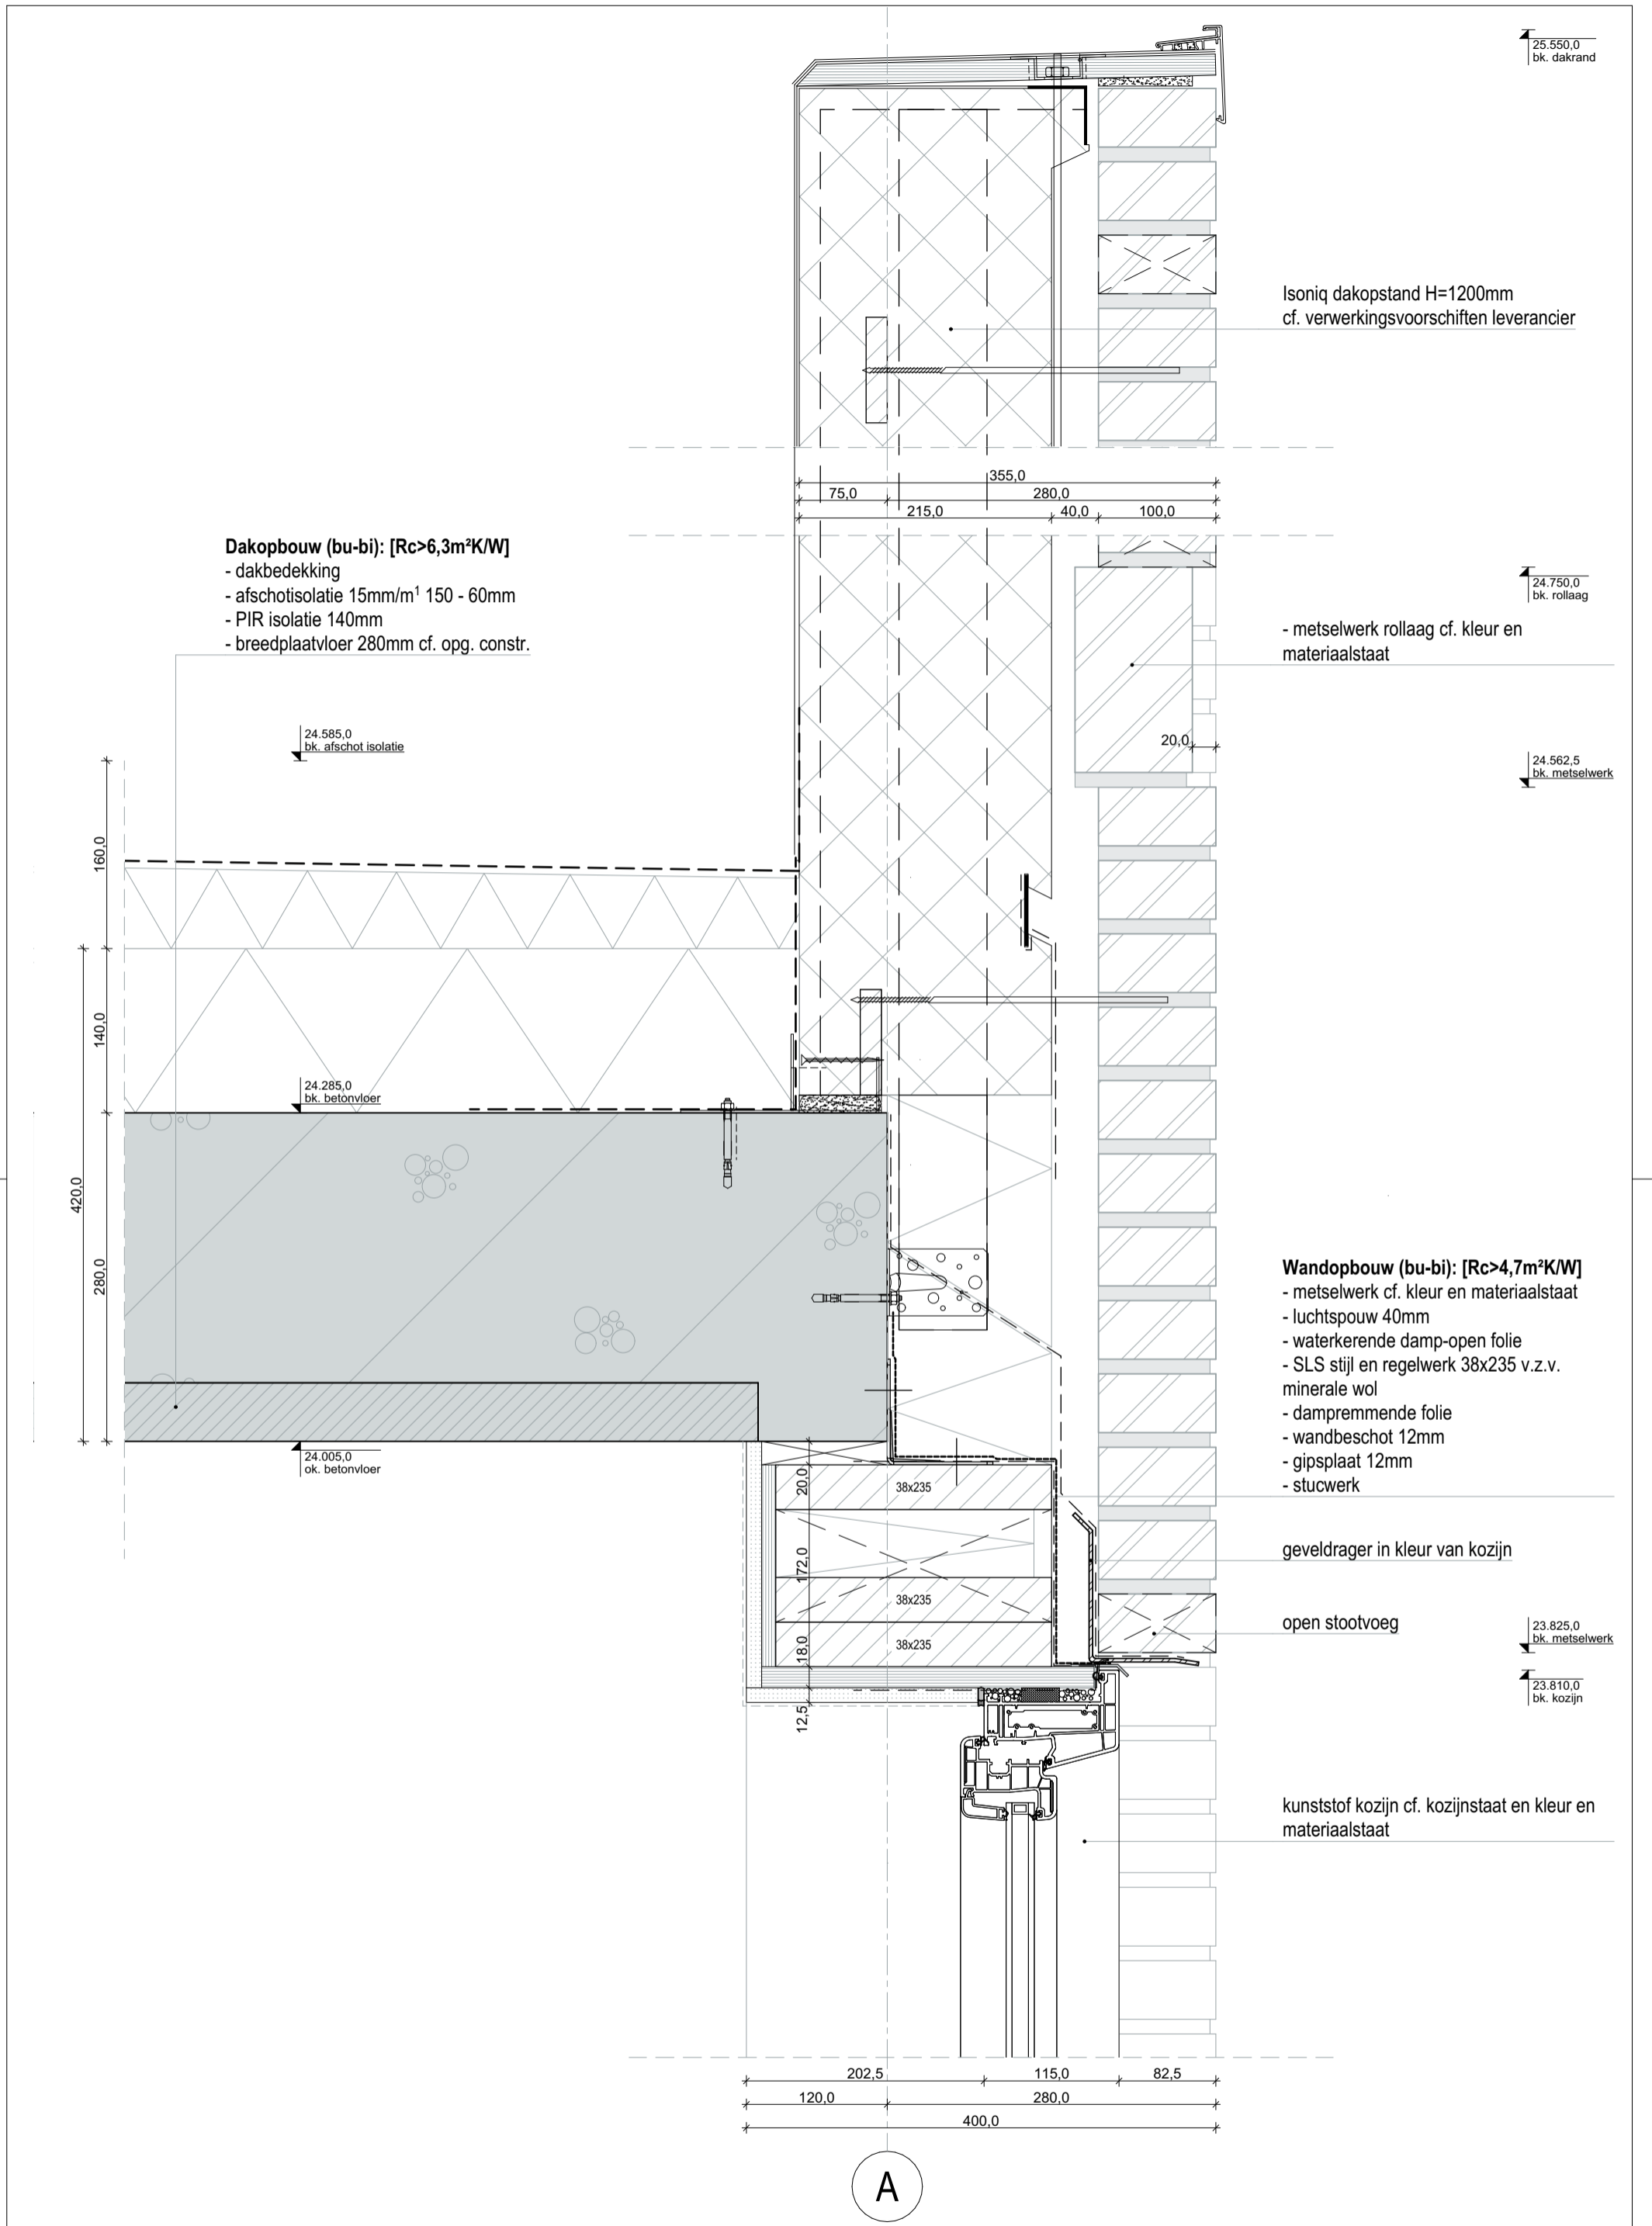 25.550,0
bk. dakrand
Isoniq dakopstand H=1200mm
cf. verwerkingsvoorschiften leverancier
355,0
75,0
280,0
215,0
40,0
100,0
Dakopbouw (bu-bi): [Rc>6,3m²K/W]
- dakbedekking
- afschotisolatie 15mm/m¹ 150 - 60mm
- PIR isolatie 140mm
- breedplaatvloer 280mm cf. opg. constr.
24.750,0
bk. rollaag
- metselwerk rollaag cf. kleur en
materiaalstaat
24.585,0
bk. afschot isolatie
20,0
24.562,5
bk. metselwerk
160,0
140,0
24.285,0
bk. betonvloer
420,0
280,0
24.005,0
ok. betonvloer
Wandopbouw (bu-bi): [Rc>4,7m²K/W]
- metselwerk cf. kleur en materiaalstaat
- luchtspouw 40mm
- waterkerende damp-open folie
- SLS stijl en regelwerk 38x235 v.z.v.
minerale wol
- dampremmende folie
- wandbeschot 12mm
- gipsplaat 12mm
- stucwerk
20,0
38x235
172,0
38x235
18,0
38x235
12,5
geveldrager in kleur van kozijn
open stootvoeg
23.825,0
bk. metselwerk
23.810,0
bk. kozijn
kunststof kozijn cf. kozijnstaat en kleur en
materiaalstaat
202,5
115,0
82,5
120,0
280,0
400,0
A